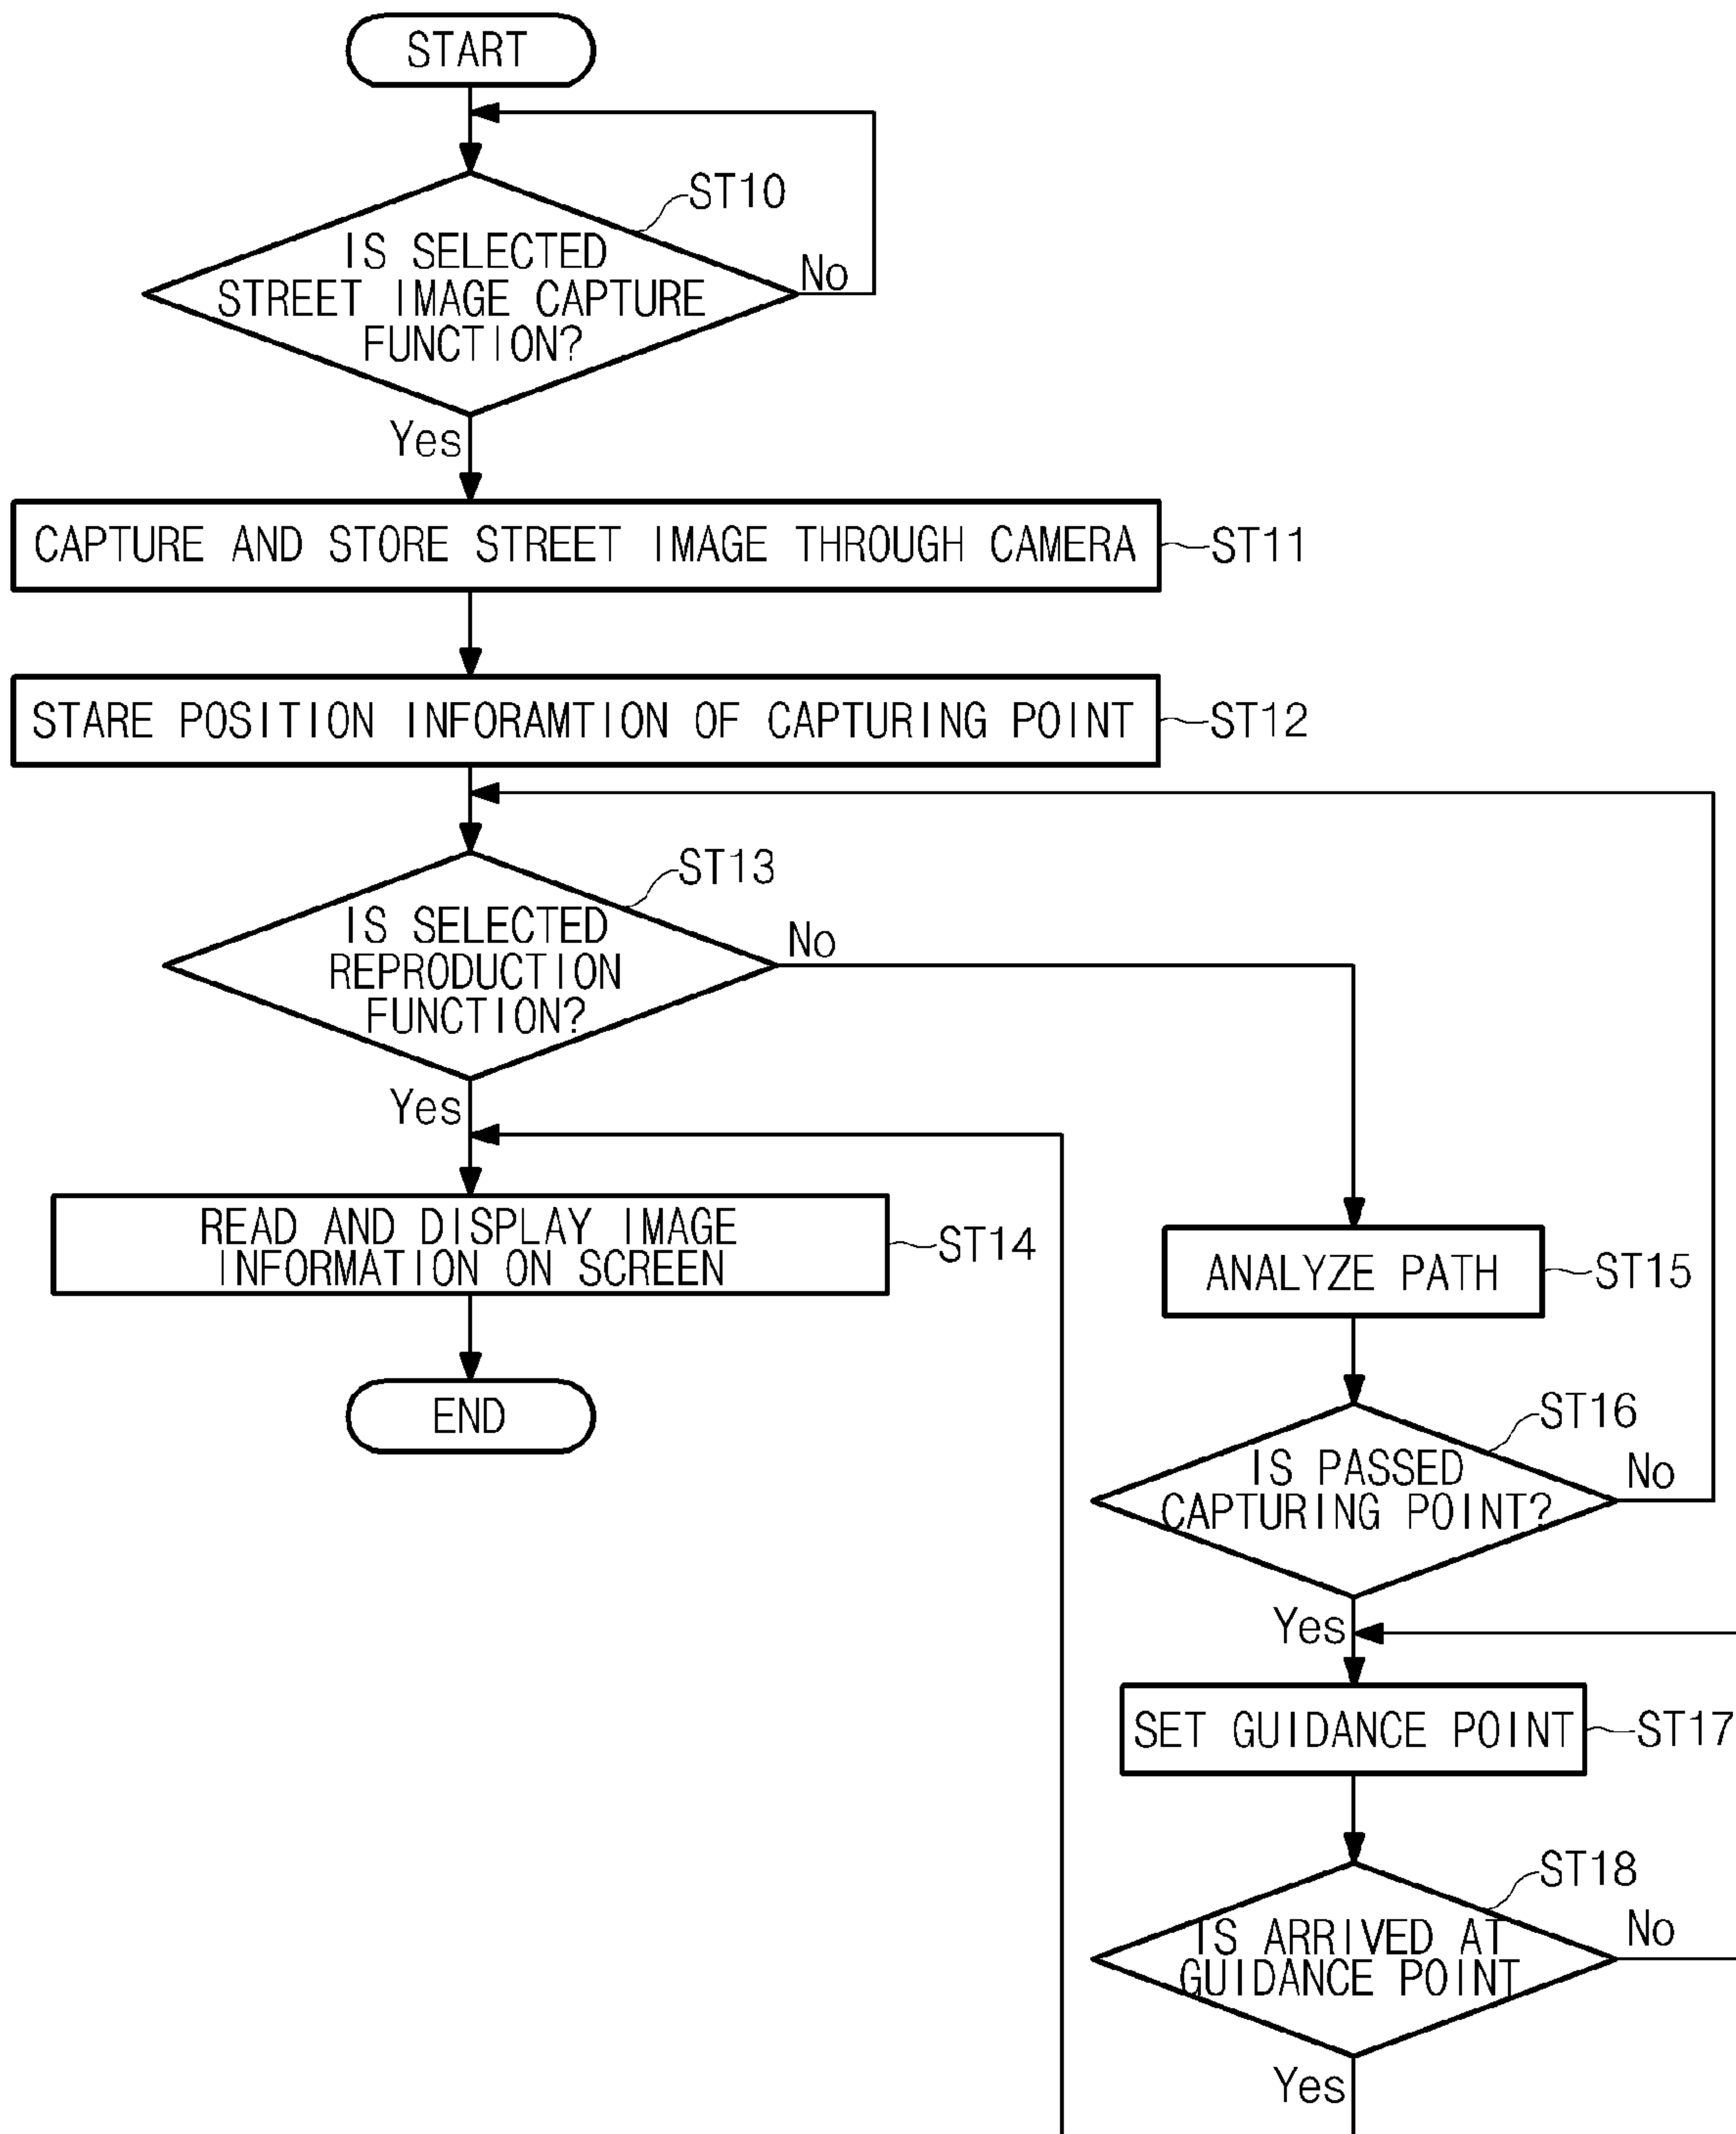 START
ST10
IS SELECTED
STREET IMAGE CAPTURE
FUNCTION?
No
Yes
CAPTURE AND STORE STREET IMAGE THROUGH CAMERA
ST11
STARE POSITION INFORAMTION OF CAPTURING POINT
ST12
ST13
IS SELECTED
REPRODUCTION
FUNCTION?
No
Yes
READ AND DISPLAY IMAGE
INFORMATION ON SCREEN
ST14
ANALYZE PATH
ST15
END
ST16
IS PASSED
CAPTURING POINT?
No
Yes
SET GUIDANCE POINT
ST17
ST18
IS ARRIVED AT
GUIDANCE POINT
No
Yes